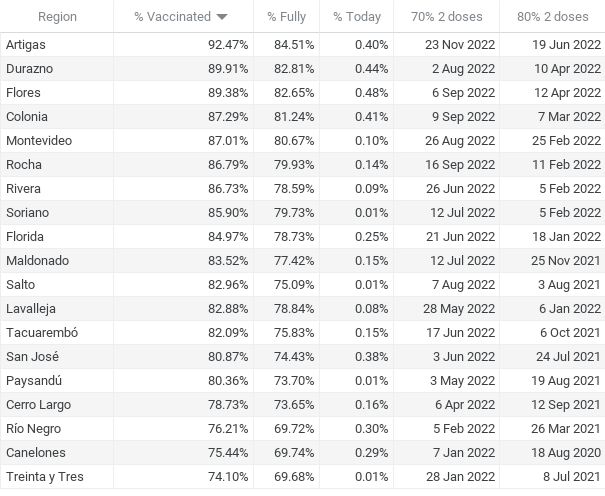 Region % Vaccinated % Fully % Today 70% 2 doses 80% 2 doses
Artigas 92.47% 84.51% 0.40% 23 Nov 2022 19 Jun 2022
Durazno 89.91% 82.81% 0.44% 2 Aug 2022 10 Apr 2022
Flores 89.38% 82.65% 0.48% 6 Sep 2022 12 Apr 2022
Colonia 87.29% 81.24% 0.41% 9 Sep 2022 7 Mar 2022
Montevideo 87.01% 80.67% 0.10% 26 Aug 2022 25 Feb 2022
Rocha 86.79% 79.93% 0.14% 16 Sep 2022 11 Feb 2022
Rivera 86.73% 78.59% 0.09% 26 Jun 2022 5 Feb 2022
Soriano 85.90% 79.73% 0.01% 12 Jul 2022 5 Feb 2022
Florida 84.97% 78.73% 0.25% 21 Jun 2022 18 Jan 2022
Maldonado 83.52% 77.42% 0.15% 12 Jul 2022 25 Nov 2021
Salto 82.96% 75.09% 0.01% 7 Aug 2022 3 Aug 2021
Lavalleja 82.88% 78.84% 0.08% 28 May 2022 6 Jan 2022
Tacuarembó 82.09% 75.83% 0.15% 17 Jun 2022 6 Oct 2021
San José 80.87% 74.43% 0.38% 3 Jun 2022 24 Jul 2021
Paysandú 80.36% 73.70% 0.01% 3 May 2022 19 Aug 2021
Cerro Largo 78.73% 73.65% 0.16% 6 Apr 2022 12 Sep 2021
Río Negro 76.21% 69.72% 0.30% 5 Feb 2022 26 Mar 2021
Canelones 75.44% 69.74% 0.29% 7 Jan 2022 18 Aug 2020
Treinta y Tres 74.10% 69.68% 0.01% 28 Jan 2022 8 Jul 2021